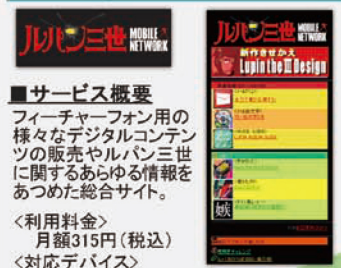 ルパン三世 MOBILE NETWORK
■サービス概要
フィーチャーフォン用の
様々なデジタルコンテン
ツの販売やルパン三世
に関するあらゆる情報を
あつめた総合サイト。
<利用料金>
月額315円(税込)
<対応デバイス>
ルパン三世 MOBILE NETWORK
新作きせかえ
Lupin the III Design